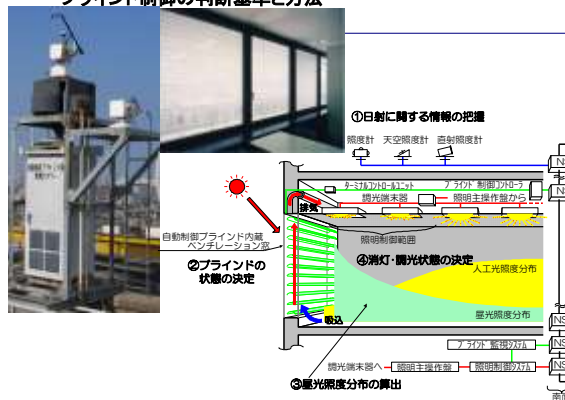 ブラインド制御の判断基準と方法
①日射に関する情報の把握
照度計 天空照度計 直射照度計
ターミナルコントロールユニット ブラインド制御コントローラ
調光端末器 照明主操作盤から
排気
自動制御ブラインド内蔵
ベンチレーション窓
照明制御範囲
②ブラインドの
状態の決定
④消灯・調光状態の決定
人工光照度分布
昼光照度分布
吸込
ブラインド監視システム
調光端末器へ 照明主操作盤 照明制御システム
③昼光照度分布の算出